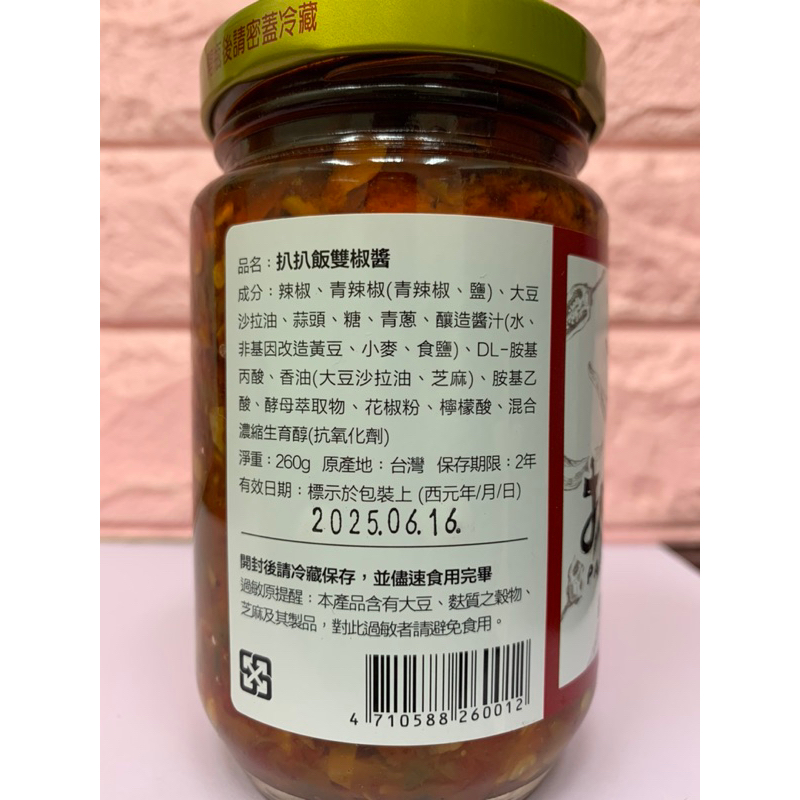 開封後請密蓋冷藏
品名：扒扒飯雙椒醬
成分：辣椒、青辣椒(青辣椒、鹽)、大豆
沙拉油、蒜頭、糖、青蔥、釀造醬汁(水、
非基因改造黃豆、小麥、食鹽)、DL-胺基
丙酸、香油(大豆沙拉油、芝麻)、胺基乙
酸、酵母萃取物、花椒粉、檸檬酸、混合
濃縮生育醇(抗氧化劑)
淨重：260g 原產地：台灣 保存期限：2年
有效日期：標示於包裝上 (西元年/月/日)
2025.06.16.
開封後請冷藏保存，並儘速食用完畢
過敏原提醒：本產品含有大豆、麩質之穀物、
芝麻及其製品，對此過敏者請避免食用。
4 710588 260012